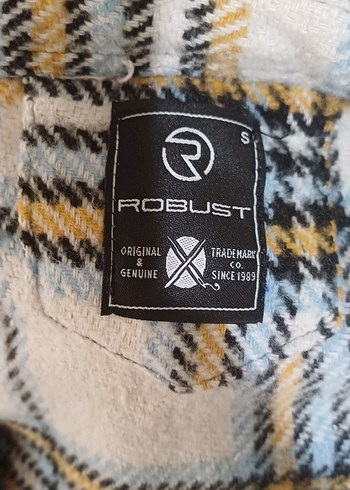 S
R
ROBUST
ORIGINAL
&
GENUINE
TRADEMARK
CO.
SINCE 1989